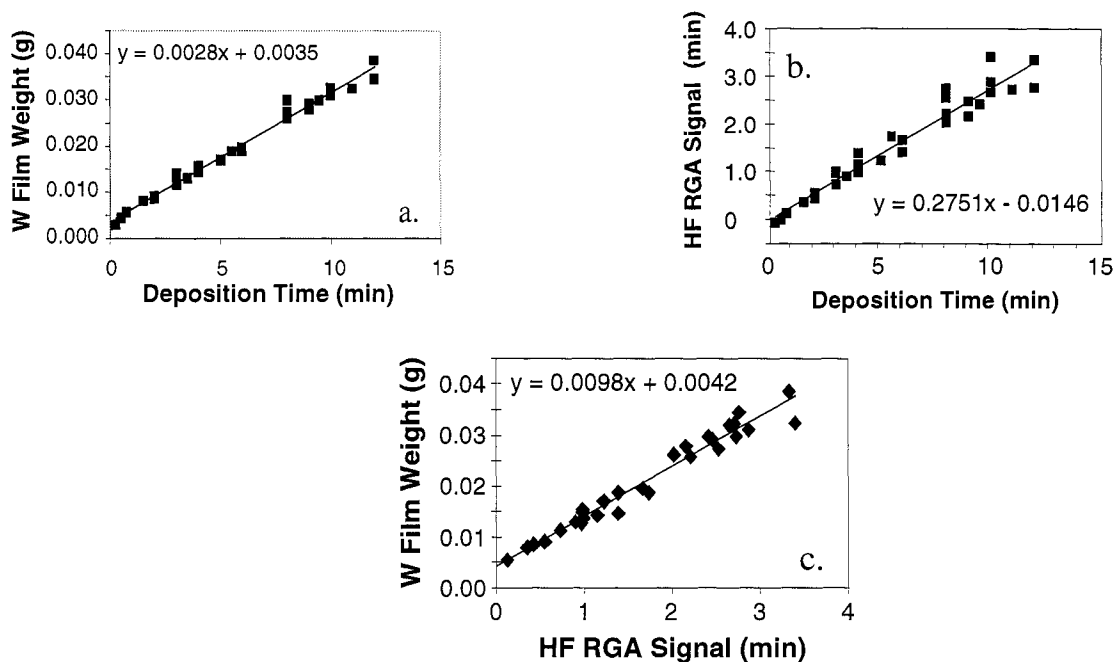 W Film Weight (g)
0.040
0.030
0.020
0.010
0.000
y = 0.0028x + 0.0035
a.
0
5
10
15
Deposition Time (min)
HF RGA Signal (min)
4.0
3.0
2.0
1.0
0
b.
y = 0.2751x - 0.0146
0
5
10
15
Deposition Time (min)
W Film Weight (g)
0.04
0.03
0.02
0.01
0.00
y = 0.0098x + 0.0042
c.
0
1
2
3
4
HF RGA Signal (min)